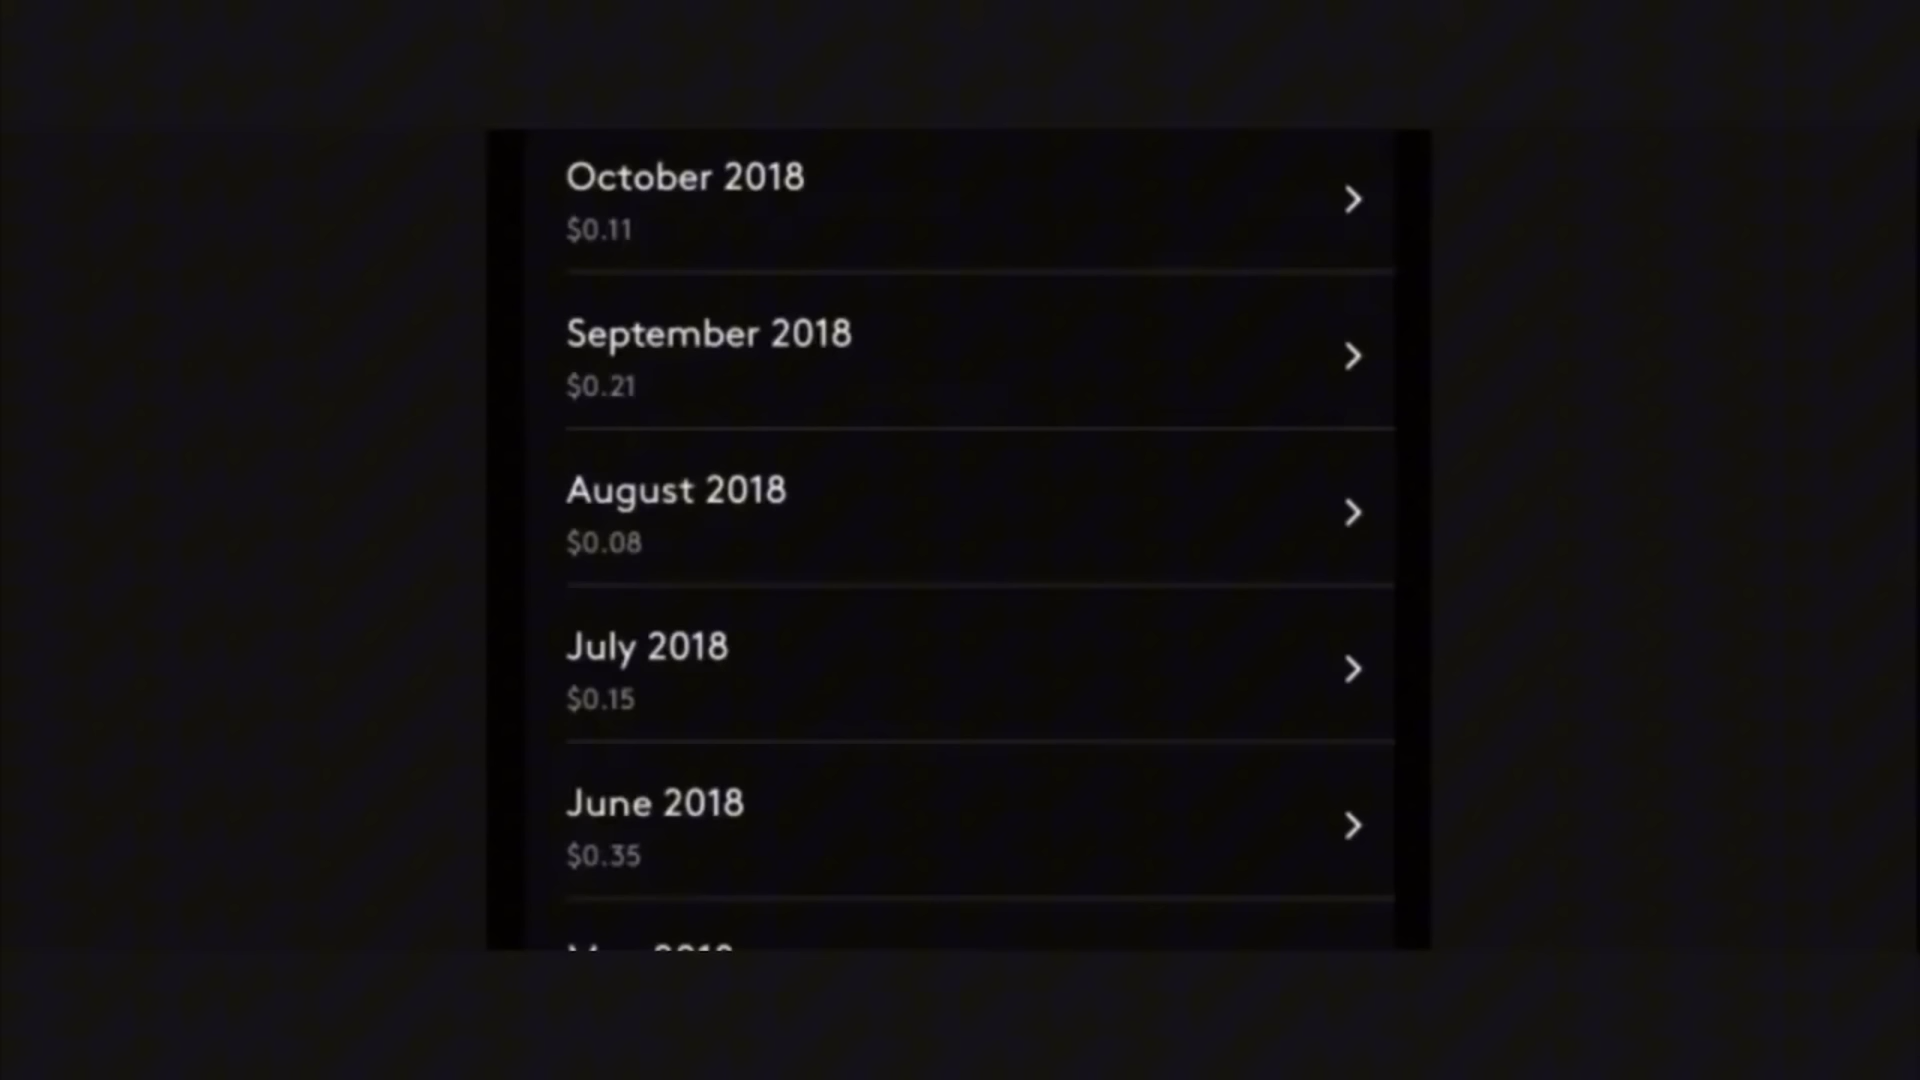 October 2018
$0.11
September 2018
$0.21
August 2018
$0.08
July 2018
$0.15
June 2018
$0.35